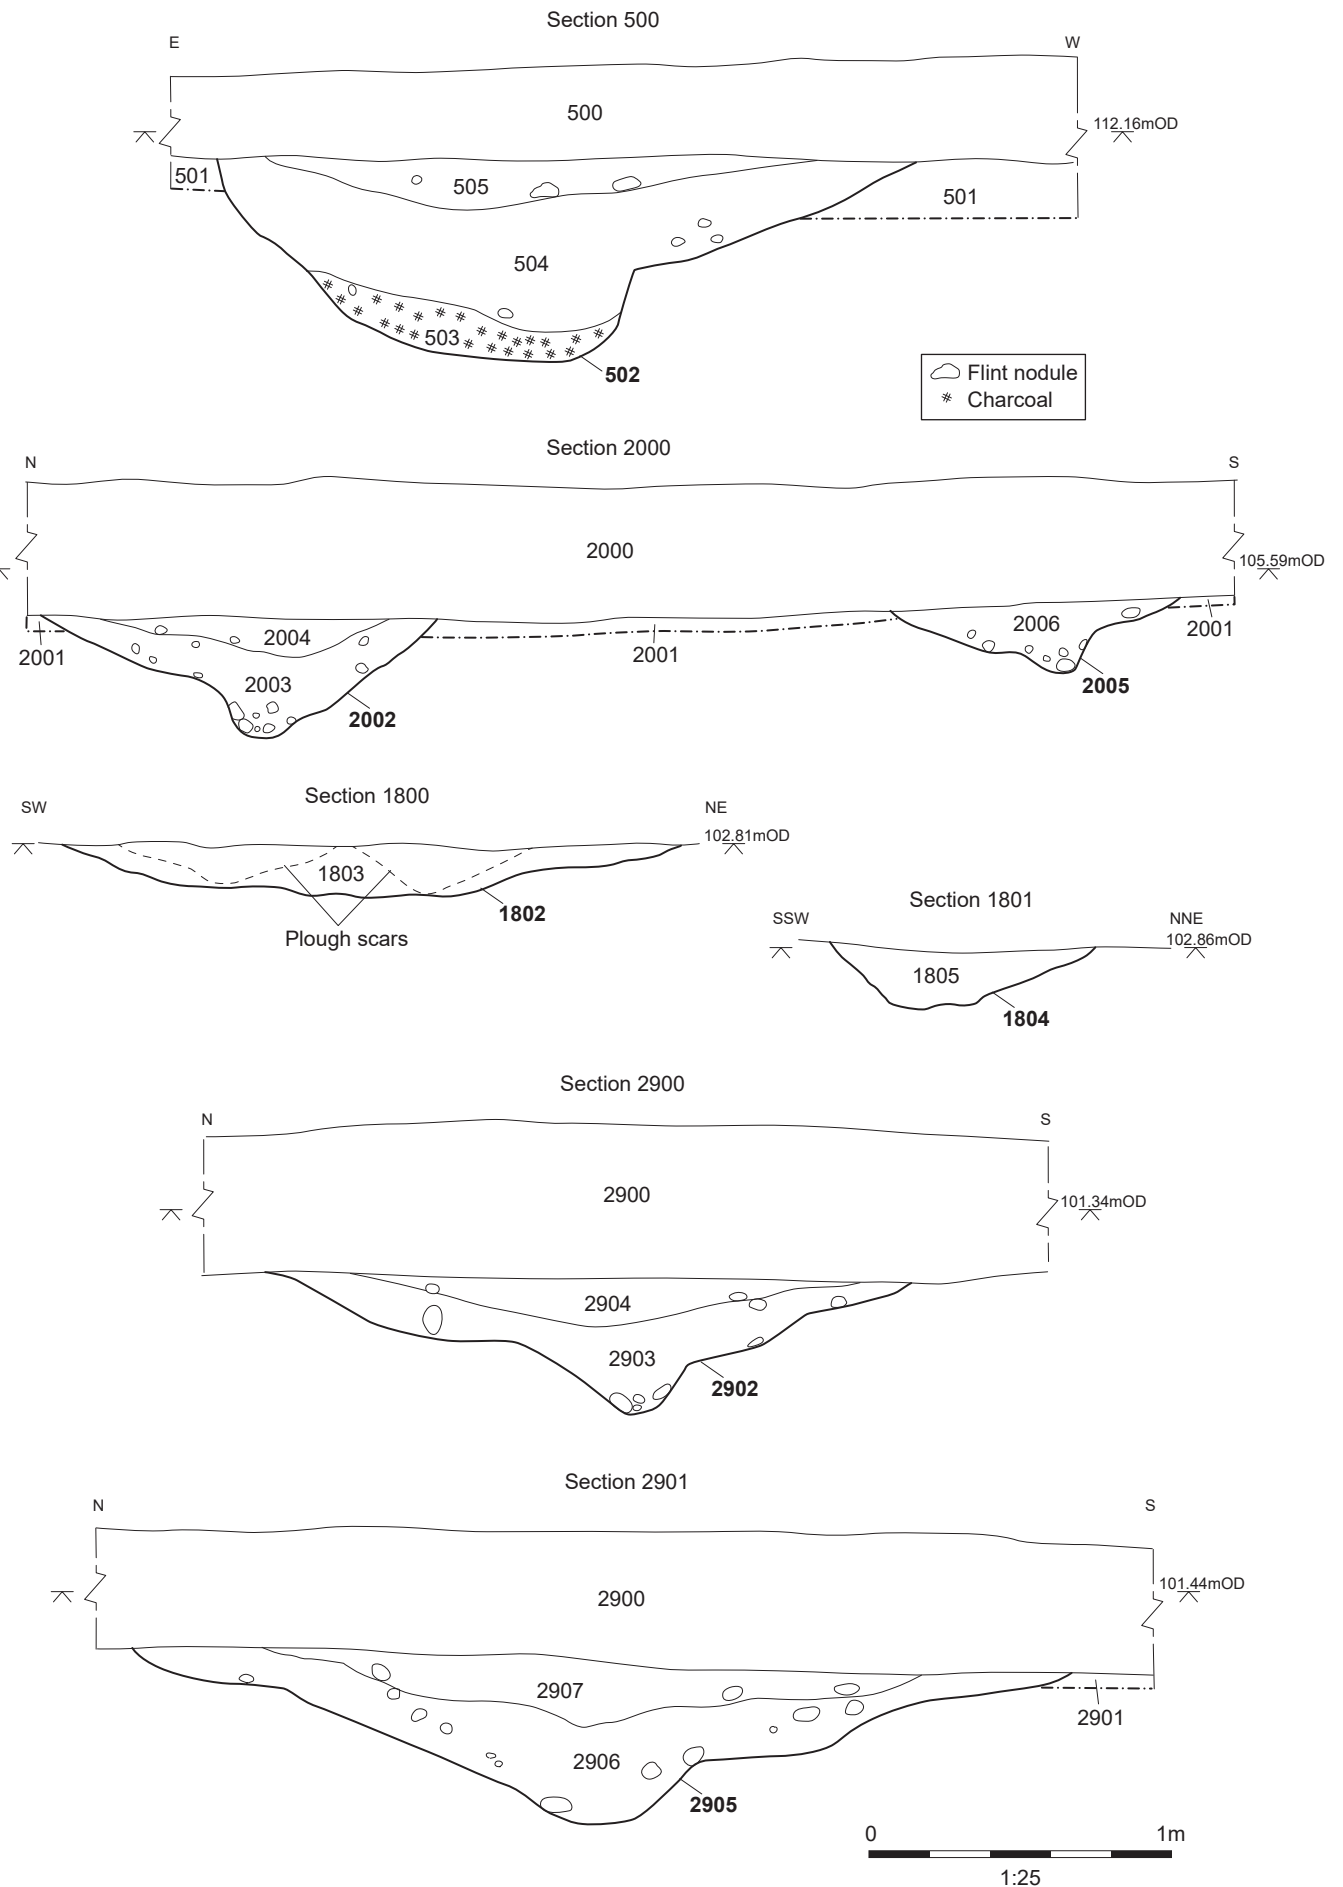 Section 500
E W
500
112.16mOD
501
505
501
504
503
502
Flint nodule
Charcoal
Section 2000
N S
2000
105.59mOD
2004
2006
2001
2001
2001
2003
2005
2002
Section 1800
SW NE
102.81mOD
1803
1802
Plough scars
Section 1801
SSW NNE
102.86mOD
1805
1804
Section 2900
N S
2900
101.34mOD
2904
2903
2902
Section 2901
N S
101.44mOD
2900
2907
2901
2906
2905
0 1m
1:25